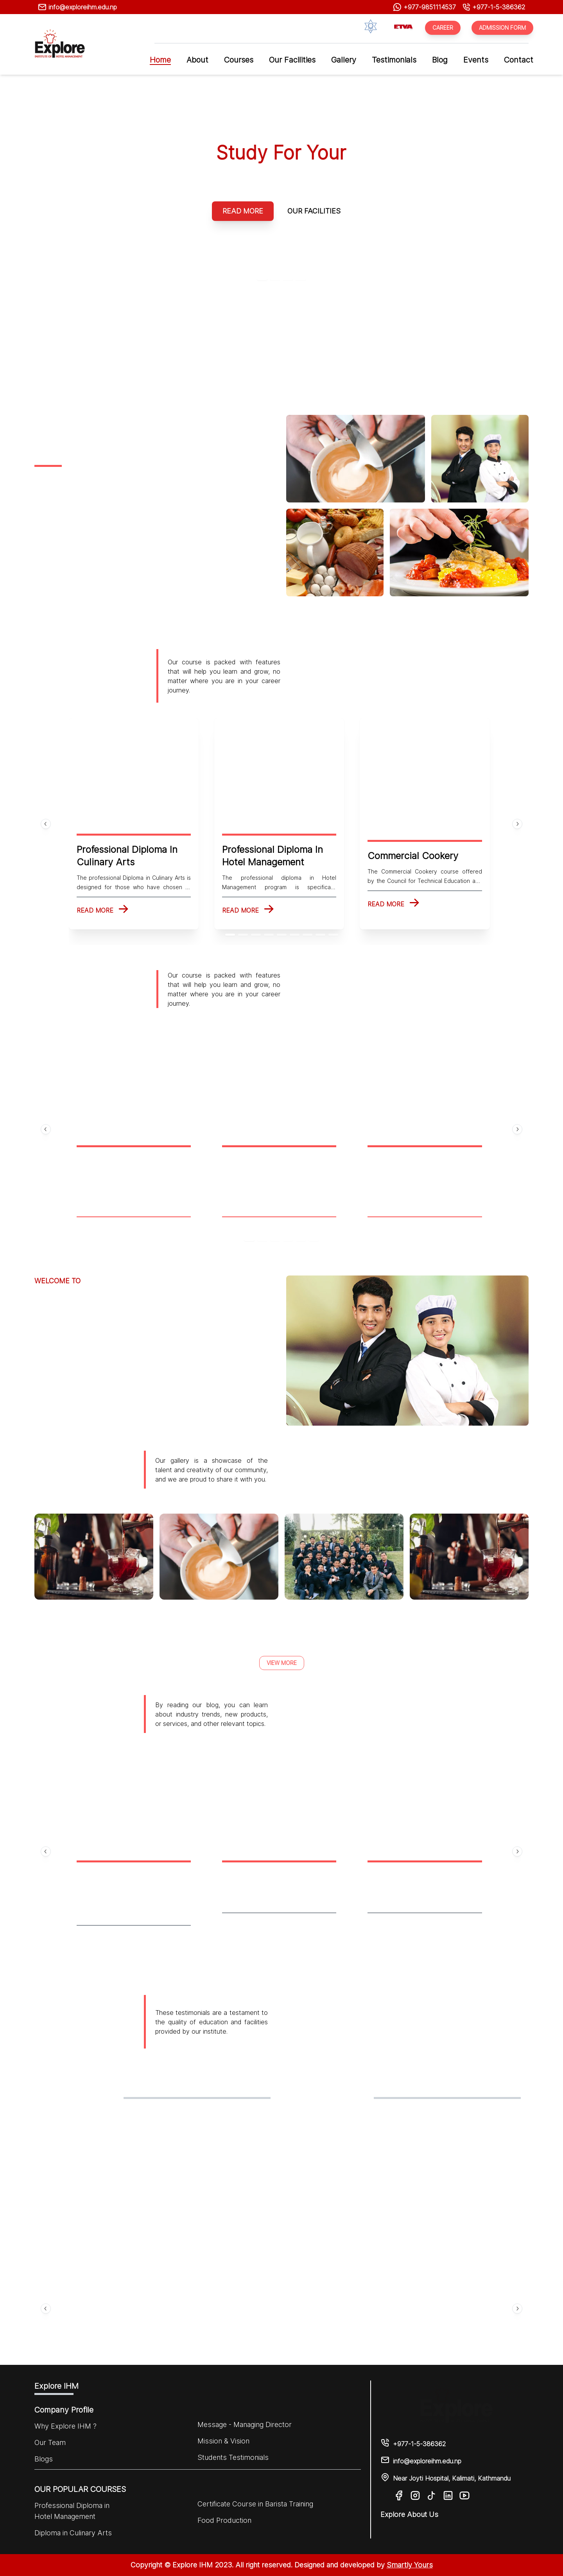 info@exploreihm.edu.np +977-9851114537 +977-1-5-386362
Explore
INSTITUTE OF HOTEL MANAGEMENT
ETVA CAREER ADMISSION FORM
Home About Courses Our Facilities Gallery Testimonials Blog Events Contact
Study For Your
READ MORE OUR FACILITIES
Our course is packed with features
that will help you learn and grow, no
matter where you are in your career
journey.
Professional Diploma In
Culinary Arts
The professional Diploma in Culinary Arts is
designed for those who have chosen ...
READ MORE
Professional Diploma In
Hotel Management
The professional diploma in Hotel
Management program is specifica...
READ MORE
Commercial Cookery
The Commercial Cookery course offered
by the Council for Technical Education a...
READ MORE
Our course is packed with features
that will help you learn and grow, no
matter where you are in your career
journey.
WELCOME TO
Our gallery is a showcase of the
talent and creativity of our community,
and we are proud to share it with you.
VIEW MORE
By reading our blog, you can learn
about industry trends, new products,
or services, and other relevant topics.
These testimonials are a testament to
the quality of education and facilities
provided by our institute.
Explore IHM
Company Profile
Why Explore IHM ?
Our Team
Blogs
Message - Managing Director
Mission & Vision
Students Testimonials
OUR POPULAR COURSES
Professional Diploma in
Hotel Management
Diploma in Culinary Arts
Certificate Course in Barista Training
Food Production
+977-1-5-386362
info@exploreihm.edu.np
Near Joyti Hospital, Kalimati, Kathmandu
Explore About Us
Copyright © Explore IHM 2023. All right reserved. Designed and developed by Smartly Yours